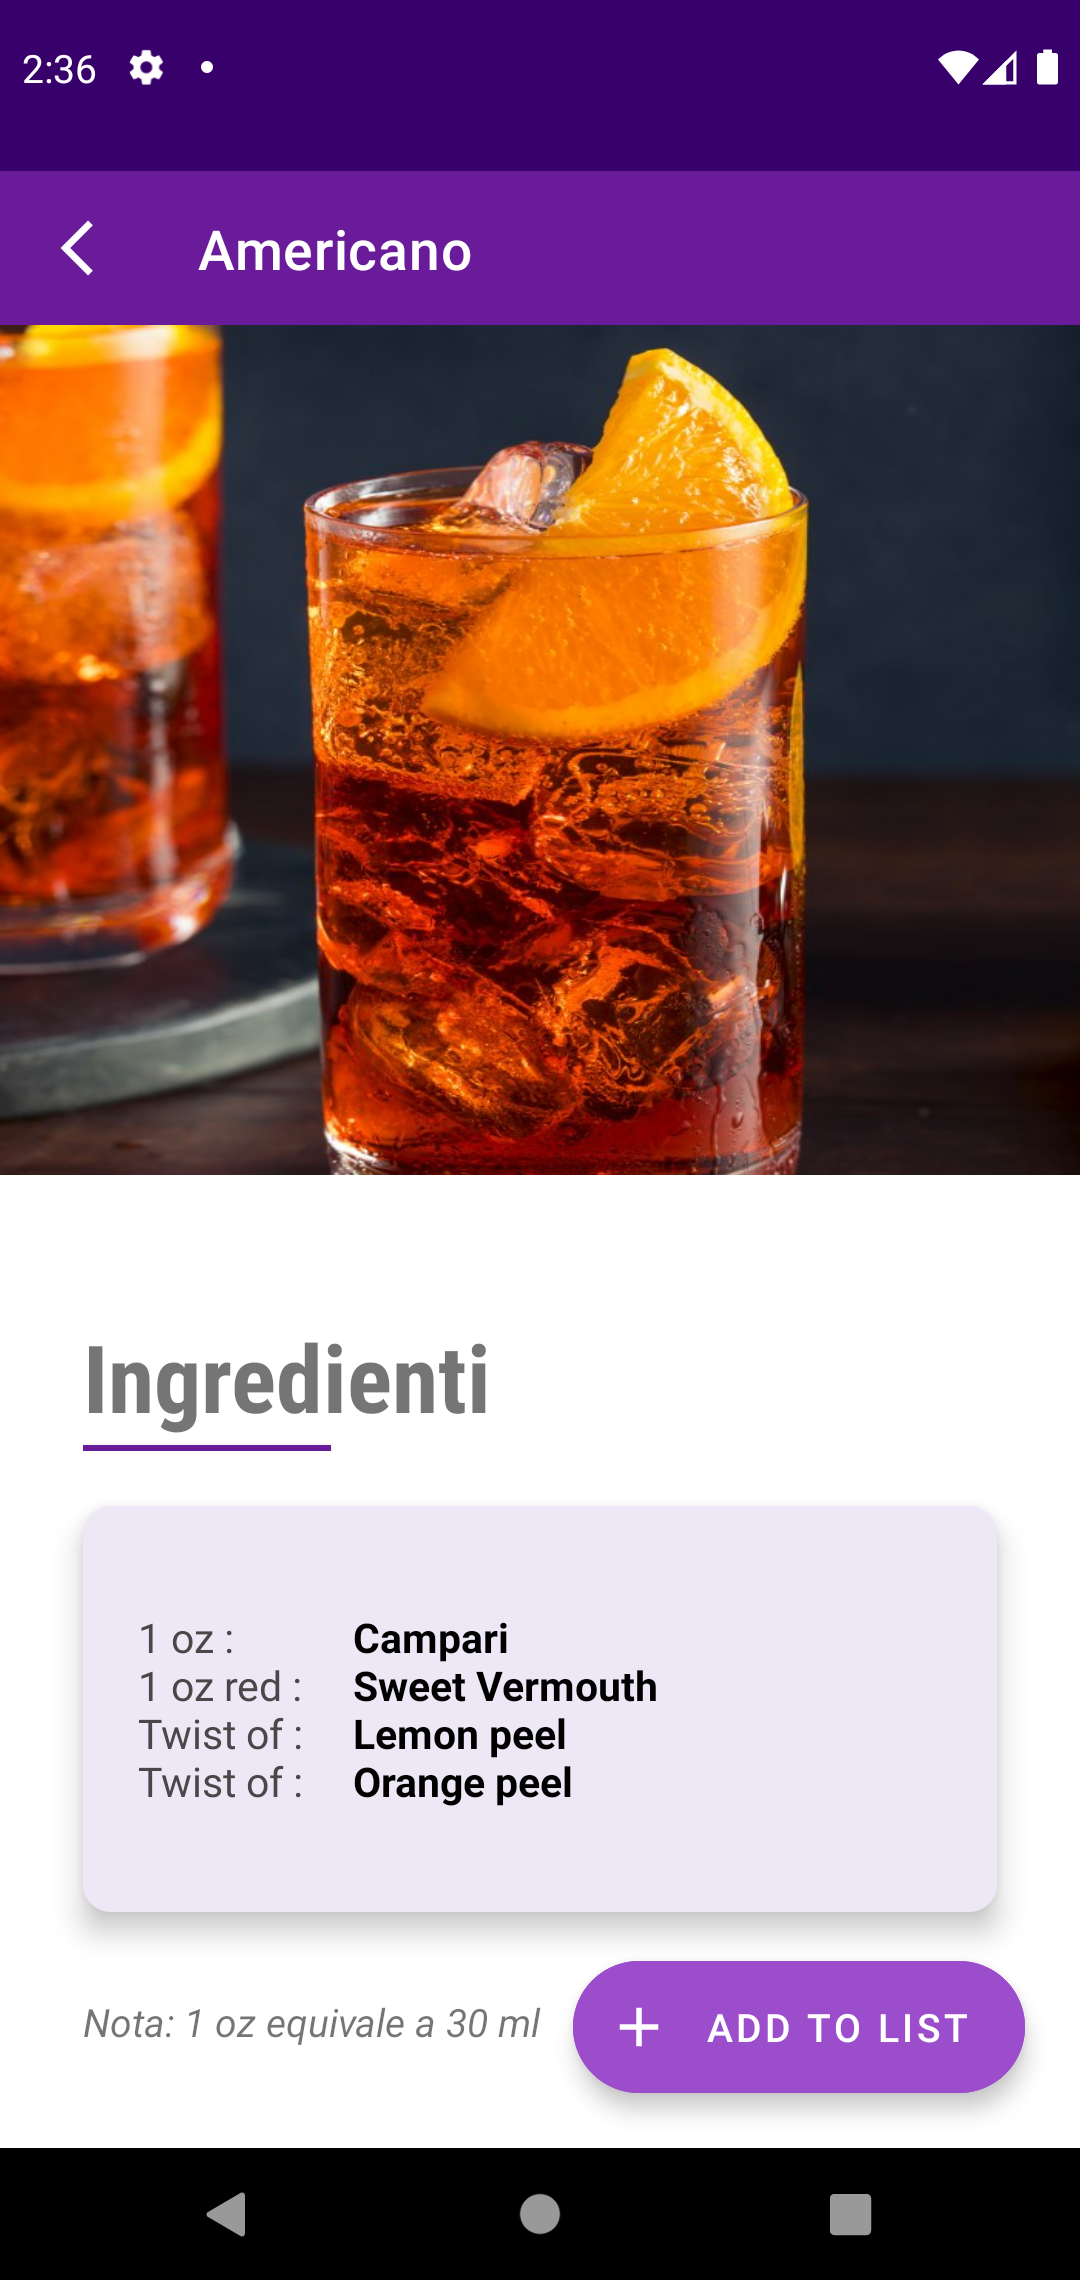 2:36
Americano
Ingredienti
1 oz : Campari
1 oz red : Sweet Vermouth
Twist of : Lemon peel
Twist of : Orange peel
Nota: 1 oz equivale a 30 ml
ADD TO LIST